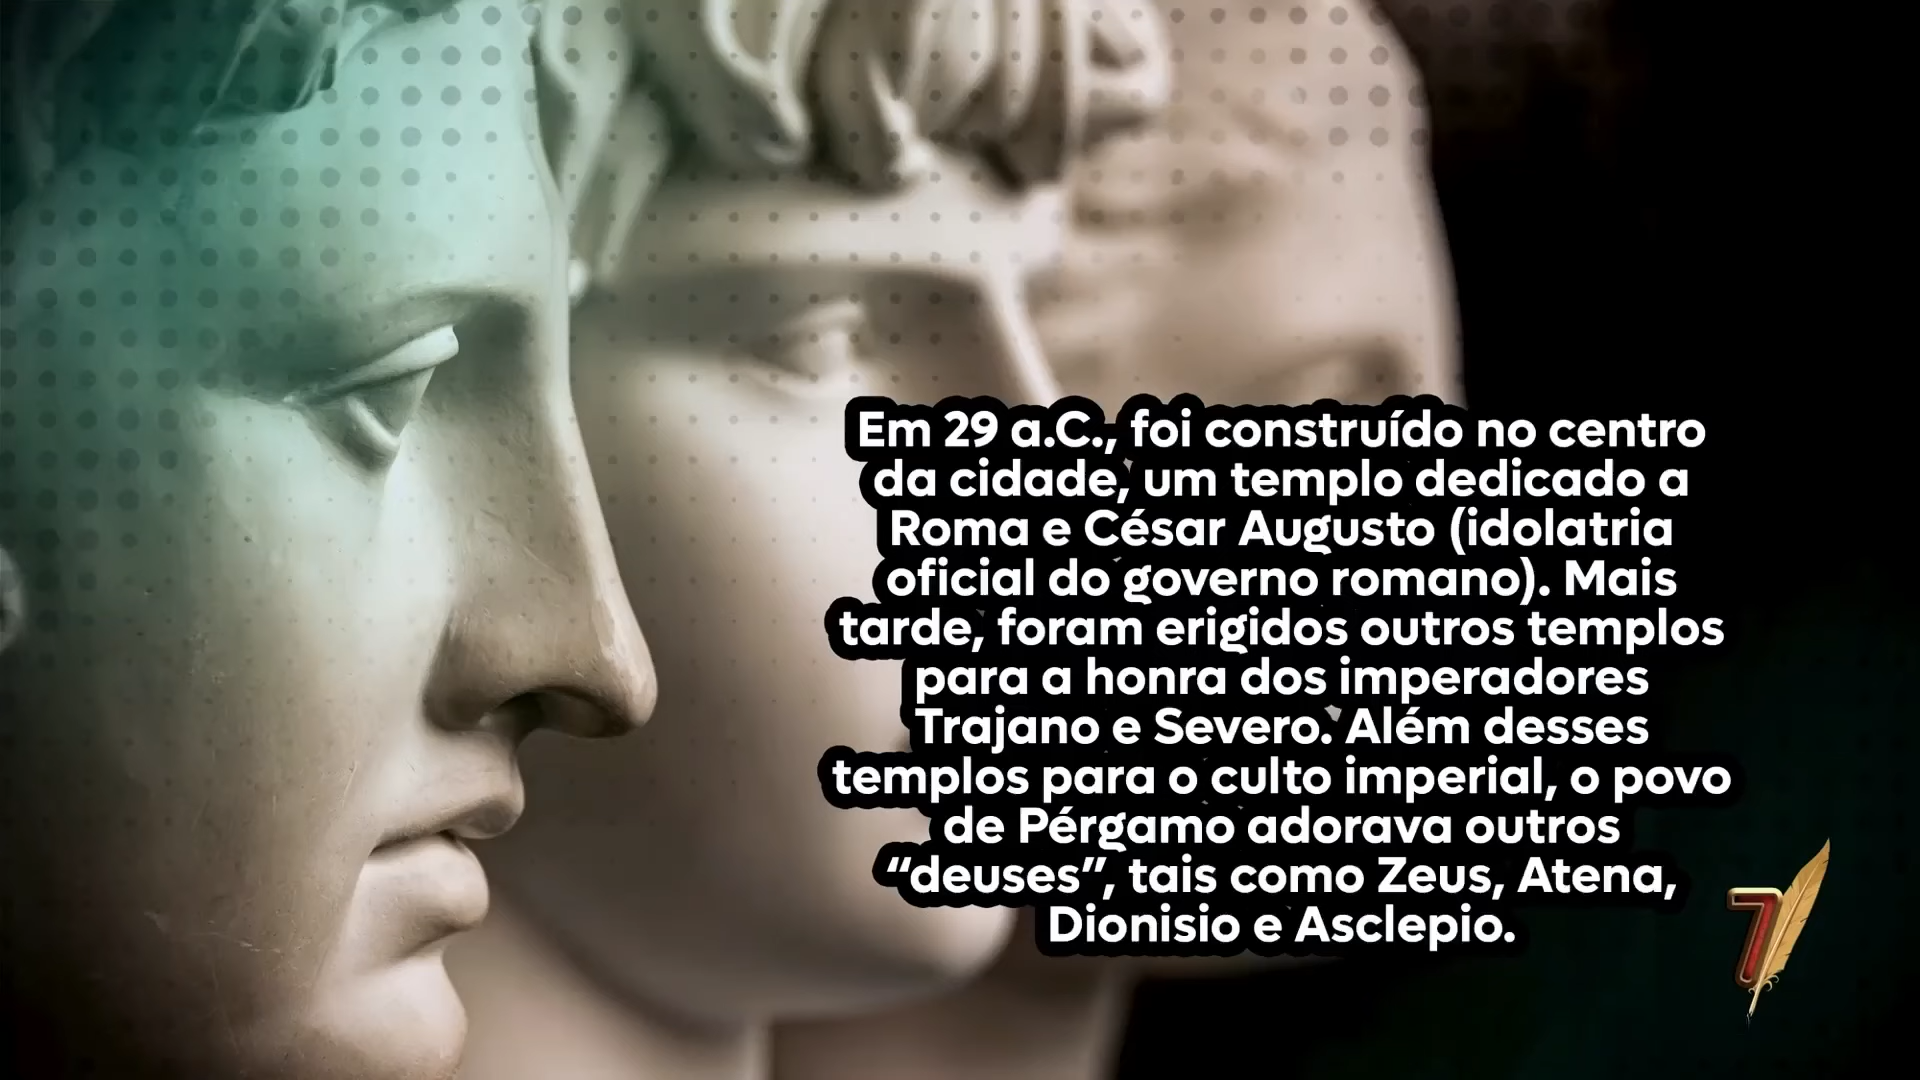 Em 29 a.C., foi construído no centro
da cidade, um templo dedicado a
Roma e César Augusto (idolatria
oficial do governo romano). Mais
tarde, foram erigidos outros templos
para a honra dos imperadores
Trajano e Severo. Além desses
templos para o culto imperial, o povo
de Pérgamo adorava outros
“deuses”, tais como Zeus, Atena,
Dionisio e Asclepio.
7